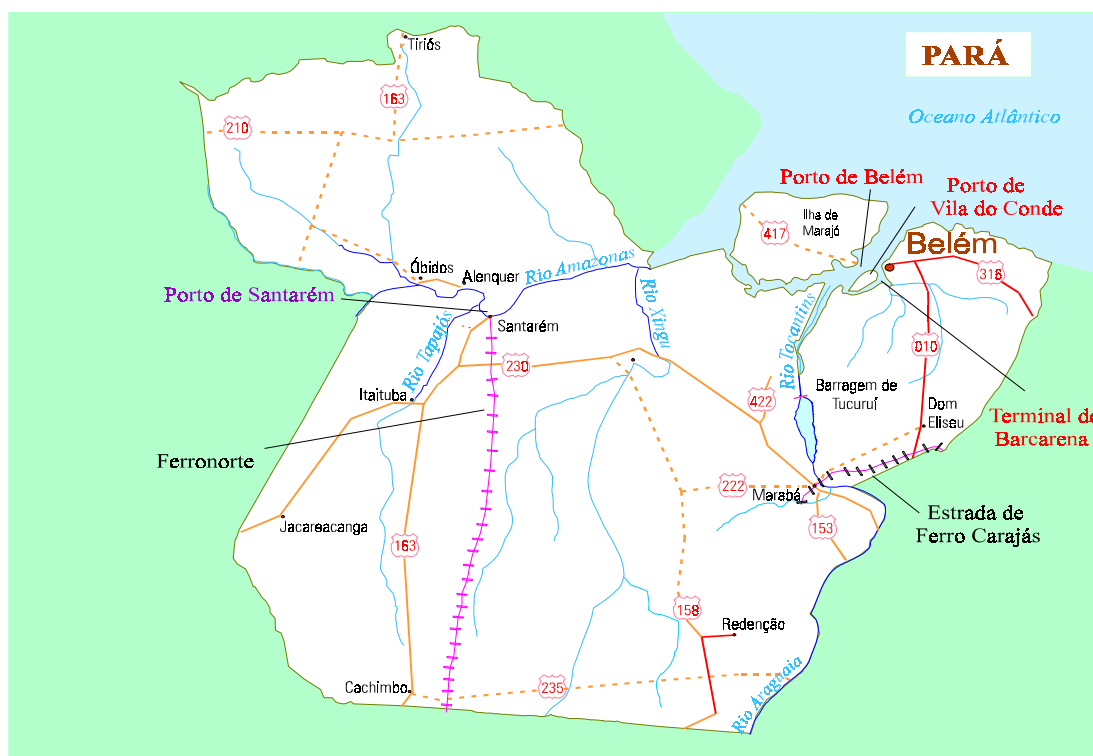 Tiriós
PARÁ
163
210
Oceano Atlântico
Porto de Belém
Porto de
Vila do Conde
Ilha de
Marajó
417
Belém
316
Óbidos
Alenquer
Rio Amazonas
Porto de Santarém
Santarém
Rio Tapajós
Rio Xingu
Rio Tocantins
010
230
Itaituba
422
Barragem de
Tucuruí
Dom
Eliseu
Terminal de
Barcarena
Ferronorte
222
Marabá
Jacareacanga
153
Estrada de
Ferro Carajás
163
158
Redenção
Cachimbo
235
Rio Araguaia